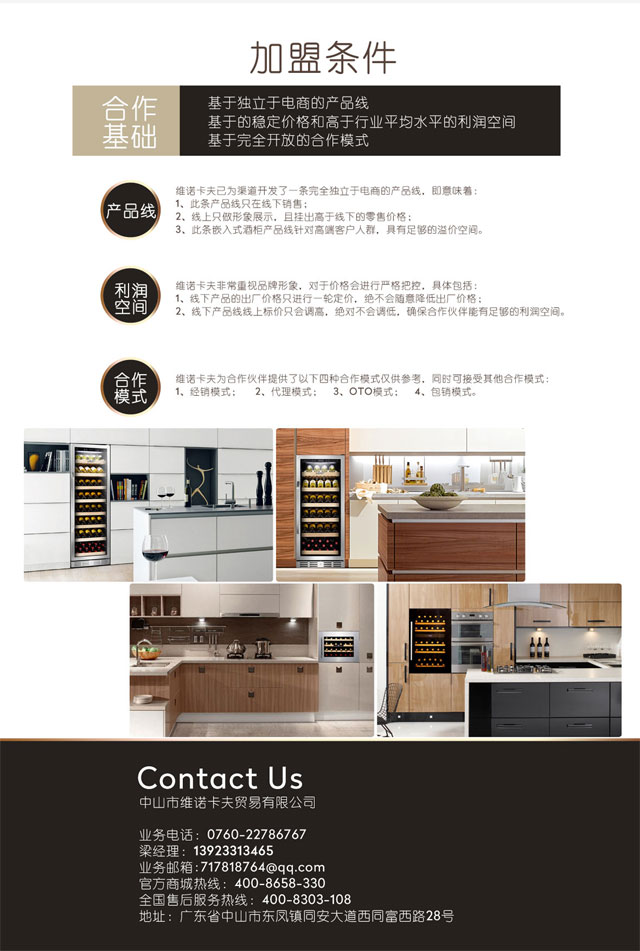 加盟条件
合作
基础
基于独立于电商的产品线
基于的稳定价格和高于行业平均水平的利润空间
基于完全开放的合作模式
产品线
维诺卡夫已为渠道开发了一条完全独立于电商的产品线，即意味着：
1、此条产品线只在线下销售；
2、线上只做形象展示，且挂出高于线下的零售价格；
3、此条嵌入式酒柜产品线针对高端客户人群，具有足够的溢价空间。
利润
空间
维诺卡夫非常重视品牌形象，对于价格会进行严格把控，具体包括：
1、线下产品的出厂价格只进行一轮定价，绝不会随意降低出厂价格；
2、线下产品线线上标价只会调高，绝对不会调低，确保合作伙伴能有足够的利润空间。
合作
模式
维诺卡夫为合作伙伴提供了以下四种合作模式仅供参考，同时可接受其他合作模式：
1、经销模式； 2、代理模式； 3、OTO模式； 4、包销模式。
Contact Us
中山市维诺卡夫贸易有限公司
业务电话：0760-22786767
梁经理：13923313465
业务邮箱:717818764@qq.com
官方商城热线：400-8658-330
全国售后服务热线：400-8303-108
地址：广东省中山市东凤镇同安大道西同富西路28号